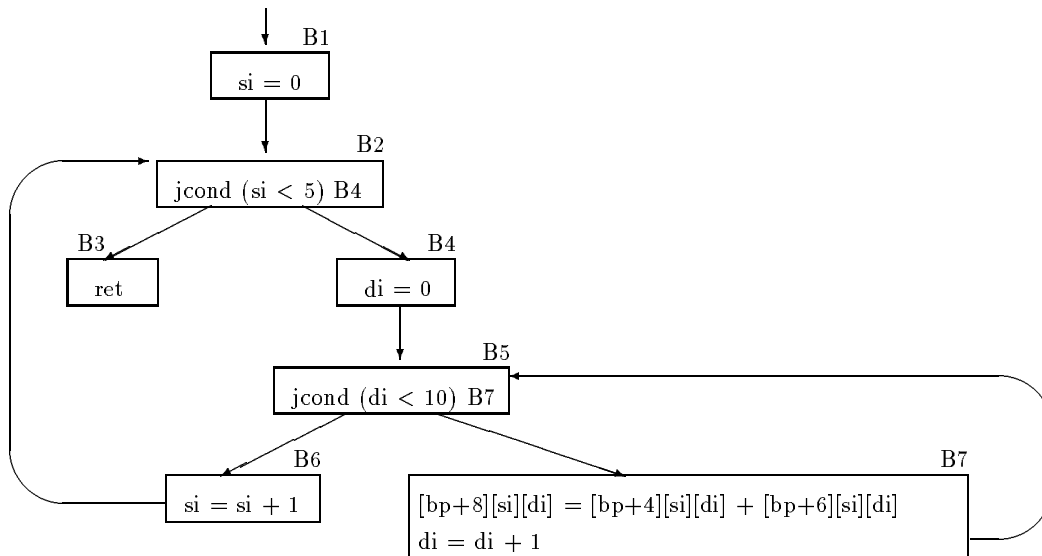 B1
si = 0
B2
jcond (si < 5) B4
B3
ret
B4
di = 0
B5
jcond (di < 10) B7
B6
si = si + 1
B7
[bp+8][si][di] = [bp+4][si][di] + [bp+6][si][di]
di = di + 1